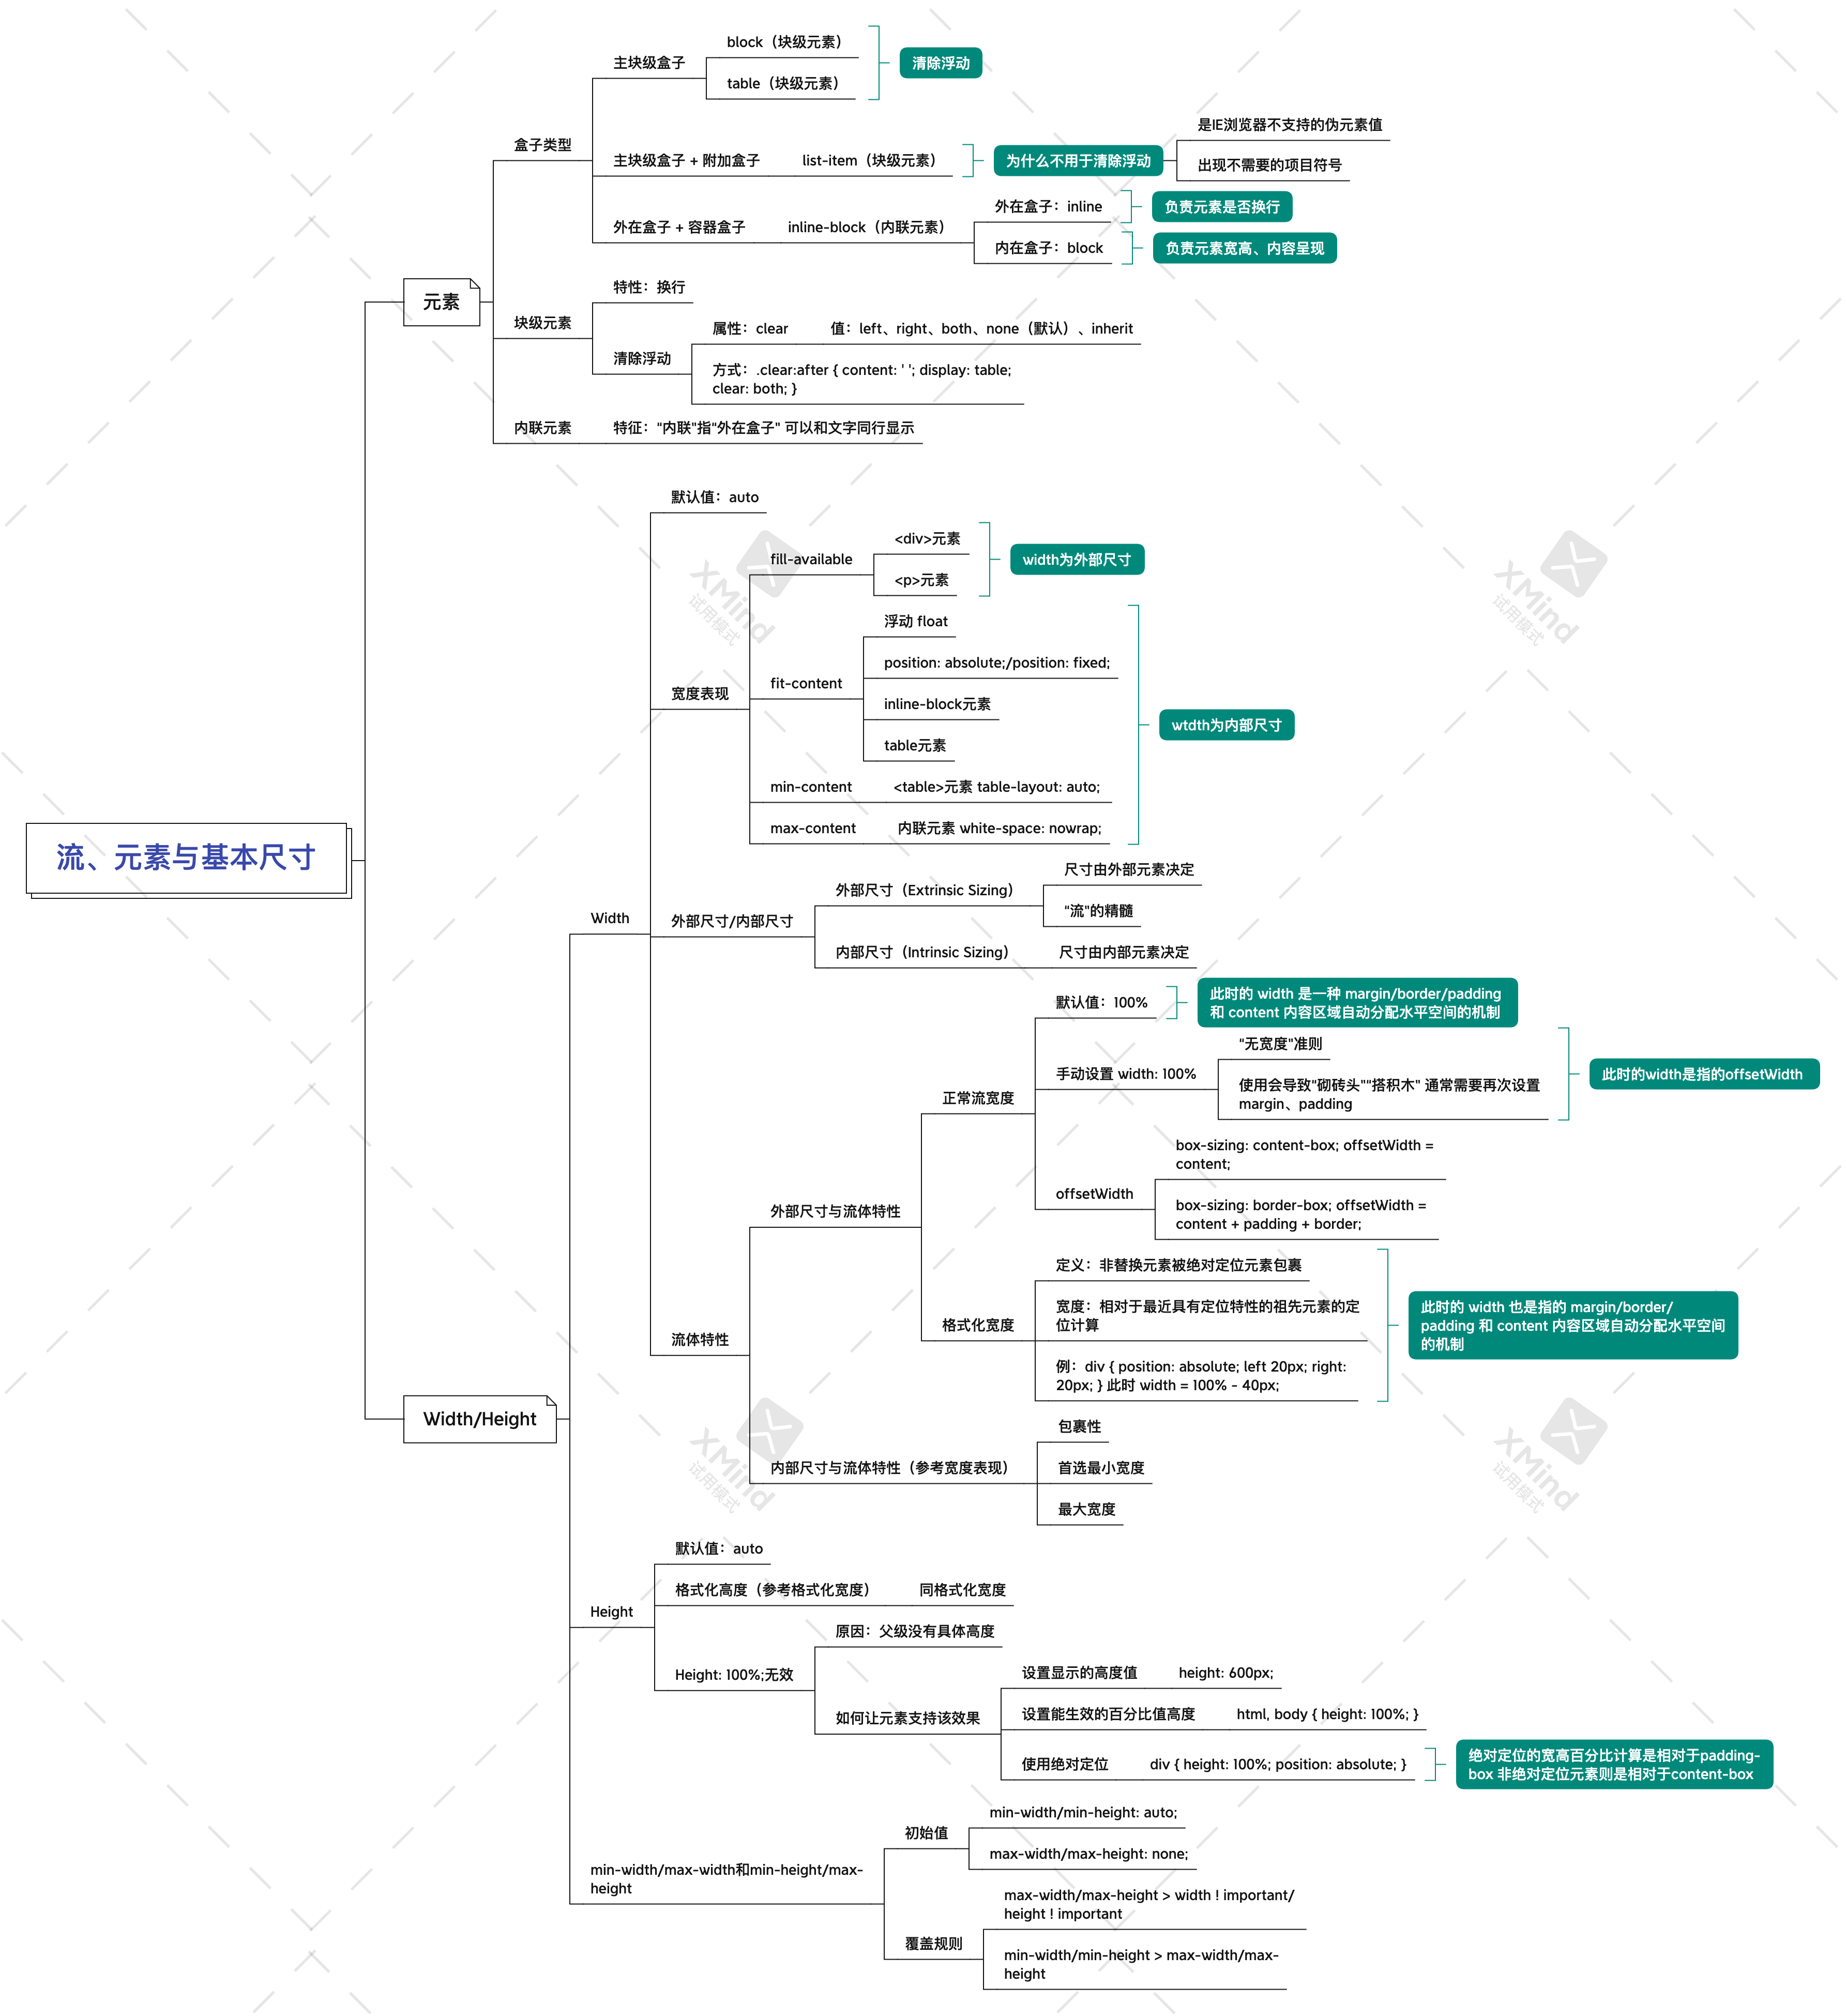 流、元素与基本尺寸
元素
盒子类型
主块级盒子
block（块级元素）
table（块级元素）
清除浮动
主块级盒子 + 附加盒子
list-item（块级元素）
为什么不用于清除浮动
是IE浏览器不支持的伪元素值
出现不需要的项目符号
外在盒子 + 容器盒子
inline-block（内联元素）
外在盒子：inline
负责元素是否换行
内在盒子：block
负责元素宽高、内容呈现
块级元素
特性：换行
清除浮动
属性：clear
值：left、right、both、none（默认）、inherit
方式：.clear:after { content: ' '; display: table;
clear: both; }
内联元素
特征："内联"指"外在盒子" 可以和文字同行显示
Width/Height
Width
默认值：auto
宽度表现
fill-available
<div>元素
<p>元素
width为外部尺寸
fit-content
浮动 float
position: absolute;/position: fixed;
inline-block元素
table元素
min-content
<table>元素 table-layout: auto;
max-content
内联元素 white-space: nowrap;
wtdth为内部尺寸
外部尺寸/内部尺寸
外部尺寸（Extrinsic Sizing）
尺寸由外部元素决定
"流"的精髓
内部尺寸（Intrinsic Sizing）
尺寸由内部元素决定
流体特性
外部尺寸与流体特性
正常流宽度
默认值：100%
此时的 width 是一种 margin/border/padding
和 content 内容区域自动分配水平空间的机制
手动设置 width: 100%
"无宽度"准则
使用会导致"砌砖头""搭积木" 通常需要再次设置
margin、padding
此时的width是指的offsetWidth
offsetWidth
box-sizing: content-box; offsetWidth =
content;
box-sizing: border-box; offsetWidth =
content + padding + border;
格式化宽度
定义：非替换元素被绝对定位元素包裹
宽度：相对于最近具有定位特性的祖先元素的定
位计算
例：div { position: absolute; left 20px; right:
20px; } 此时 width = 100% - 40px;
此时的 width 也是指的 margin/border/
padding 和 content 内容区域自动分配水平空间
的机制
内部尺寸与流体特性（参考宽度表现）
包裹性
首选最小宽度
最大宽度
Height
默认值：auto
格式化高度（参考格式化宽度）
同格式化宽度
Height: 100%;无效
原因：父级没有具体高度
如何让元素支持该效果
设置显示的高度值
height: 600px;
设置能生效的百分比值高度
html, body { height: 100%; }
使用绝对定位
div { height: 100%; position: absolute; }
绝对定位的宽高百分比计算是相对于padding-
box 非绝对定位元素则是相对于content-box
min-width/max-width和min-height/max-
height
初始值
min-width/min-height: auto;
max-width/max-height: none;
覆盖规则
max-width/max-height > width ! important/
height ! important
min-width/min-height > max-width/max-
height
XMind
试用模式
XMind
试用模式
XMind
试用模式
XMind
试用模式